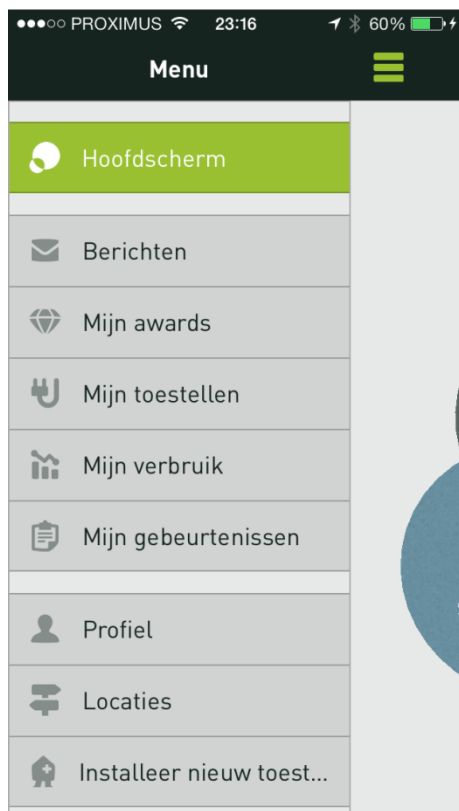 PROXIMUS 23:16 60%
Menu
Hoofdscherm
Berichten
Mijn awards
Mijn toestellen
Mijn verbruik
Mijn gebeurtenissen
Profiel
Locaties
Installeer nieuw toest...